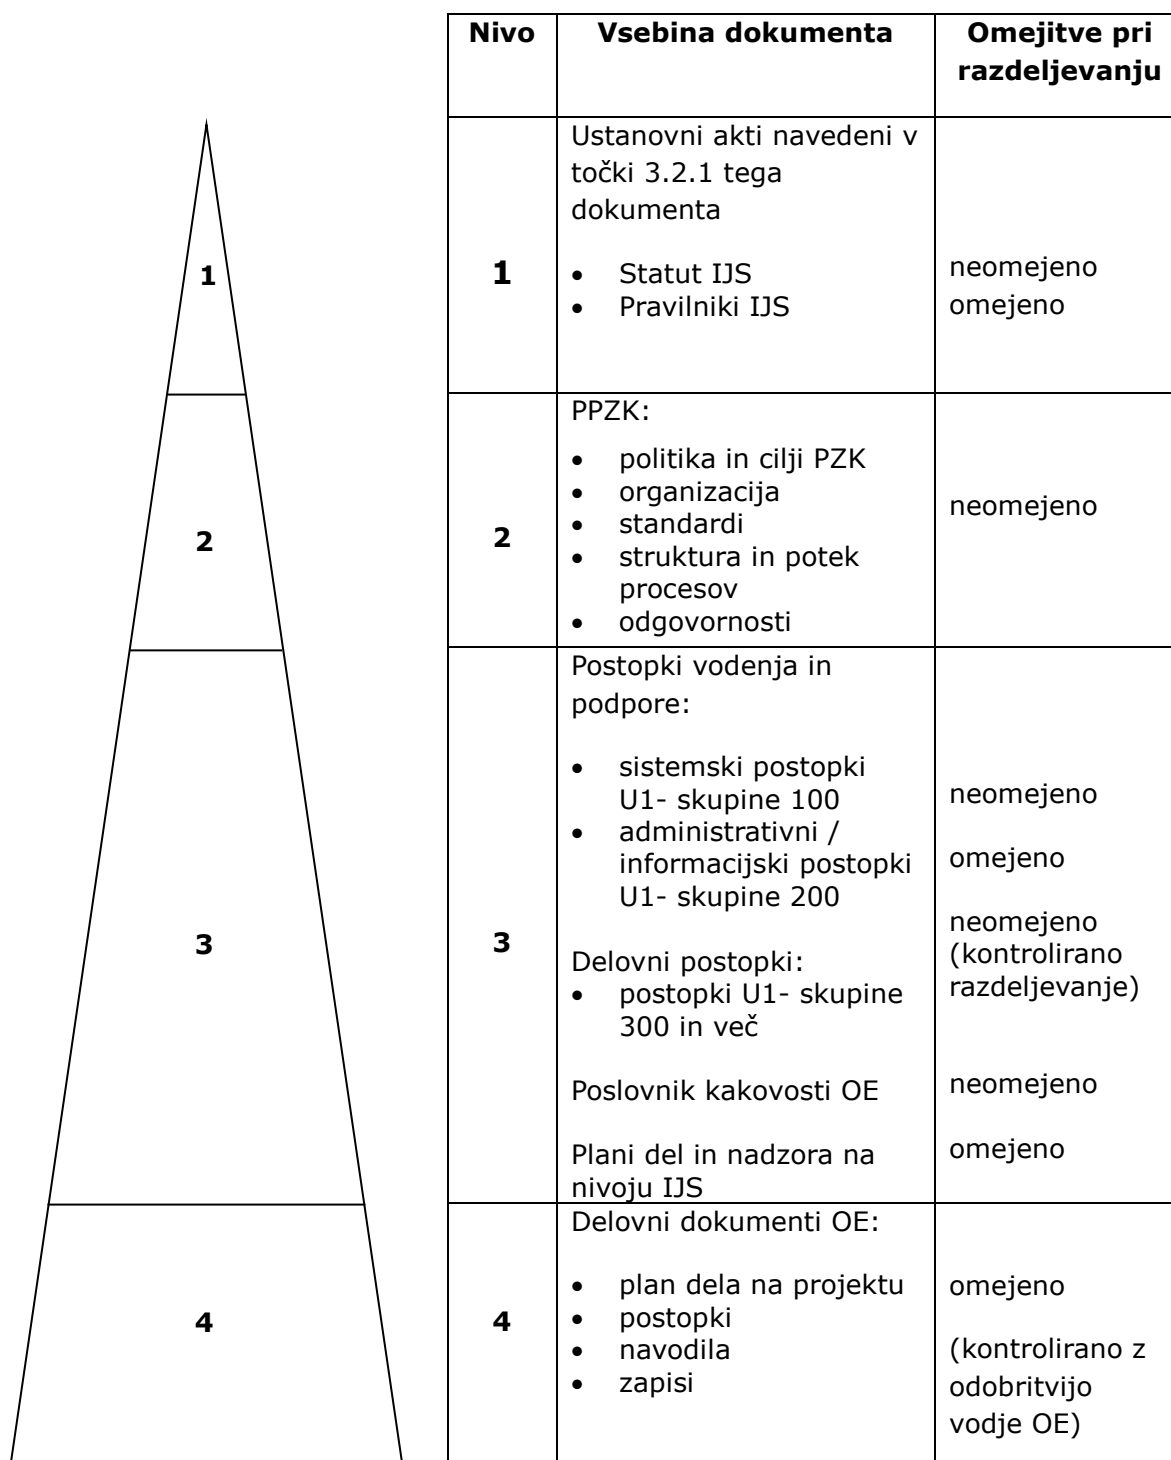 Nivo
Vsebina dokumenta
Omejitve pri
razdeljevanju
1
1
Ustanovni akti navedeni v
točki 3.2.1 tega
dokumenta
• Statut IJS
• Pravilniki IJS
neomejeno
omejeno
2
2
PPZK:
• politika in cilji PZK
• organizacija
• standardi
• struktura in potek
procesov
• odgovornosti
neomejeno
3
3
Postopki vodenja in
podpore:
• sistemski postopki
U1- skupine 100
• administrativni /
informacijski postopki
U1- skupine 200
Delovni postopki:
• postopki U1- skupine
300 in več
Poslovnik kakovosti OE
Plani del in nadzora na
nivoju IJS
neomejeno
omejeno
neomejeno
(kontrolirano
razdeljevanje)
neomejeno
omejeno
4
4
Delovni dokumenti OE:
• plan dela na projektu
• postopki
• navodila
• zapisi
omejeno
(kontrolirano z
odobritvijo
vodje OE)